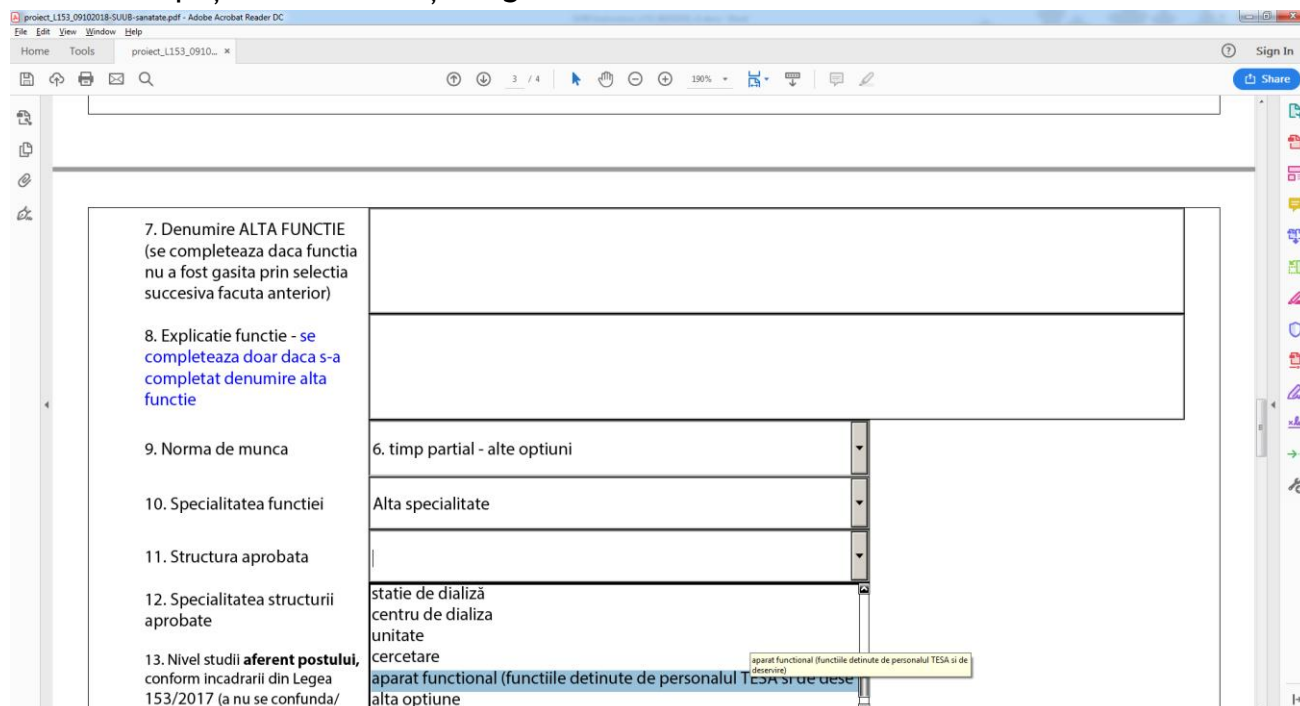 proiect_L153_09102018-SUUB-sanatate.pdf - Adobe Acrobat Reader DC
File Edit View Window Help
Home Tools proiect_L153_0910... × Sign In
3 / 4 190% Share
7. Denumire ALTA FUNCTIE
(se completeaza daca functia
nu a fost gasita prin selectia
succesiva facuta anterior)
8. Explicatie functie - se
completeaza doar daca s-a
completat denumire alta
functie
9. Norma de munca 6. timp partial - alte optiuni
10. Specialitatea functiei Alta specialitate
11. Structura aprobata
12. Specialitatea structurii
aprobate
statie de dializă
centru de dializa
unitate
cercetare
aparat functional (functiile detinute de personalul TESA si de dese
alta optiune
aparat functional (functiile detinute de personalul TESA si de
deservire)
13. Nivel studii aferent postului,
conform incadrarii din Legea
153/2017 (a nu se confunda/